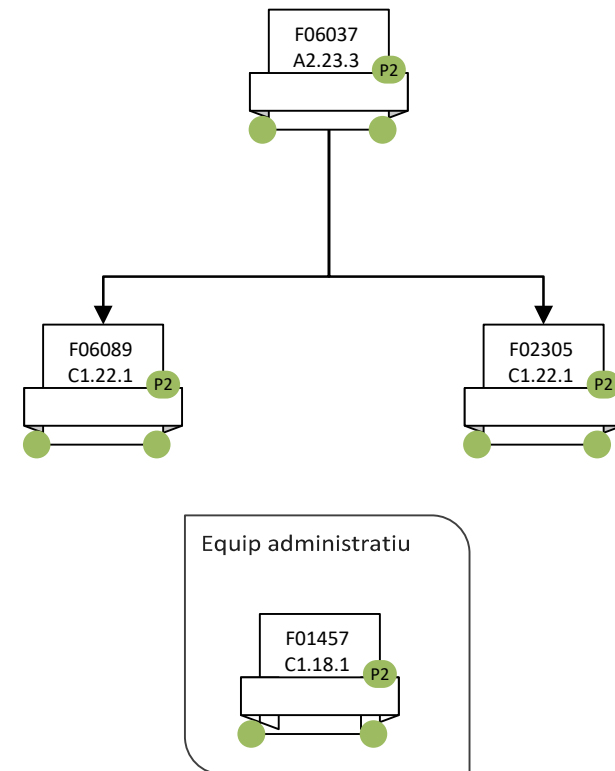 F06037
A2.23.3
P2
F06089
C1.22.1
P2
F02305
C1.22.1
P2
Equip administratiu
F01457
C1.18.1
P2